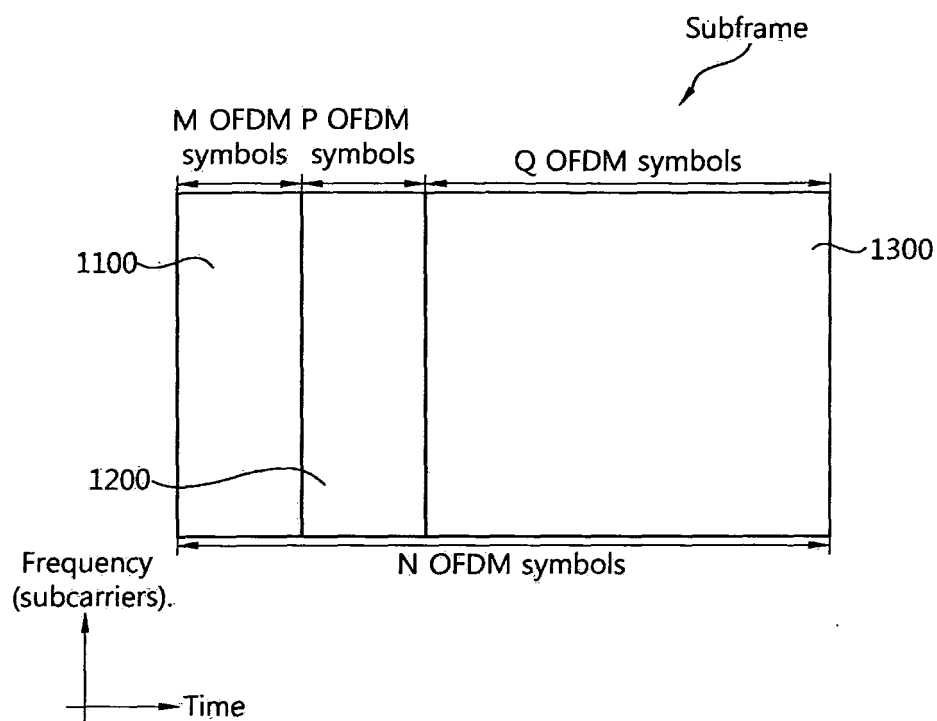 Subframe
M OFDM P OFDM
symbols symbols
Q OFDM symbols
1100
1300
1200
N OFDM symbols
Frequency
(subcarriers).
Time